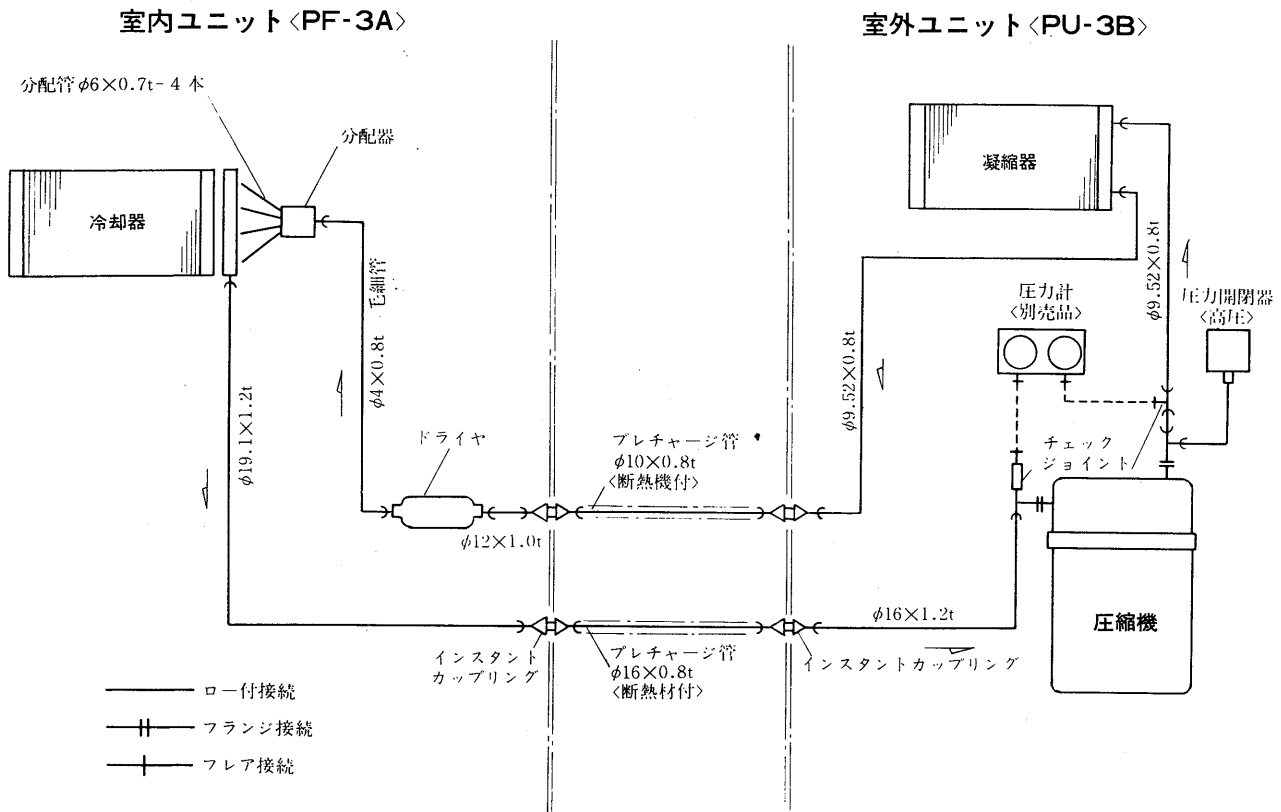 室内ユニット〈PF-3A〉
室外ユニット〈PU-3B〉
分配管φ6×0.7t-4 本
分配器
冷却器
毛細管
φ4×0.8t
φ19.1×1.2t
ドライヤ
φ12×1.0t
プレチャージ管
φ10×0.8t
〈断熱機付〉
インスタント
カップリング
プレチャージ管
φ16×0.8t
〈断熱材付〉
インスタントカップリング
凝縮器
φ9.52×0.8t
φ9.52×0.8t
圧力計
〈別売品〉
圧力開閉器
〈高圧〉
チェック
ジョイント
φ16×1.2t
圧縮機
ロー付接続
フランジ接続
フレア接続